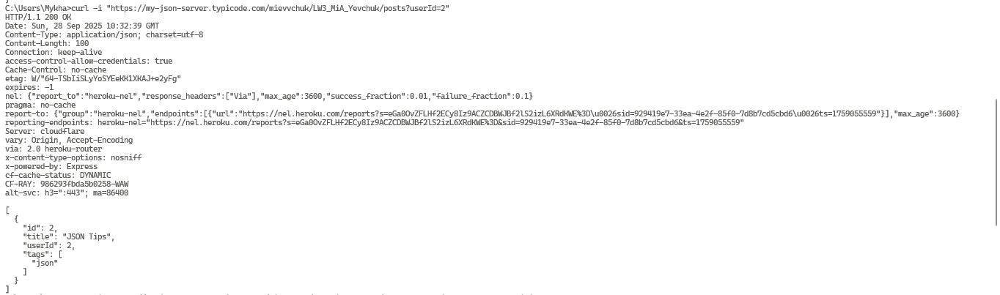 C:\Users\Mykha>curl -i "https://my-json-server.typicode.com/mievvchuk/LW3_MiA_Yevchuk/posts?userId=2"
HTTP/1.1 200 OK
Date: Sun, 28 Sep 2025 10:32:39 GMT
Content-Type: application/json; charset=utf-8
Content-Length: 100
Connection: keep-alive
access-control-allow-credentials: true
Cache-Control: no-cache
etag: W/"64-TSbIiSLyYoSYEeKK1XKAJ+e2yFg"
expires: -1
nel: {"report_to":"heroku-nel","response_headers":["Via"],"max_age":3600,"success_fraction":0.01,"failure_fraction":0.1}
pragma: no-cache
report-to: {"group":"heroku-nel","endpoints":[{"url":"https://nel.heroku.com/reports?s=eGa0OvZFLHf2ECy8Iz9ACZCDBWJBf2lS2izL6XRdKWE%3D\u0026sid=929419e7-33ea-4e2f-85f0-7d8b7cd5cbd6\u0026ts=1759055559"}],"max_age":3600}
reporting-endpoints: heroku-nel="https://nel.heroku.com/reports?s=eGa0OvZFLHf2ECy8Iz9ACZCDBWJBf2lS2izL6XRdKWE%3D&sid=929419e7-33ea-4e2f-85f0-7d8b7cd5cbd6&ts=1759055559"
Server: cloudflare
vary: Origin, Accept-Encoding
via: 2.0 heroku-router
x-content-type-options: nosniff
x-powered-by: Express
cf-cache-status: DYNAMIC
CF-RAY: 986293fbda5b0258-WAW
alt-svc: h3=":443"; ma=86400
[
{
"id": 2,
"title": "JSON Tips",
"userId": 2,
"tags": [
"json"
]
}
]